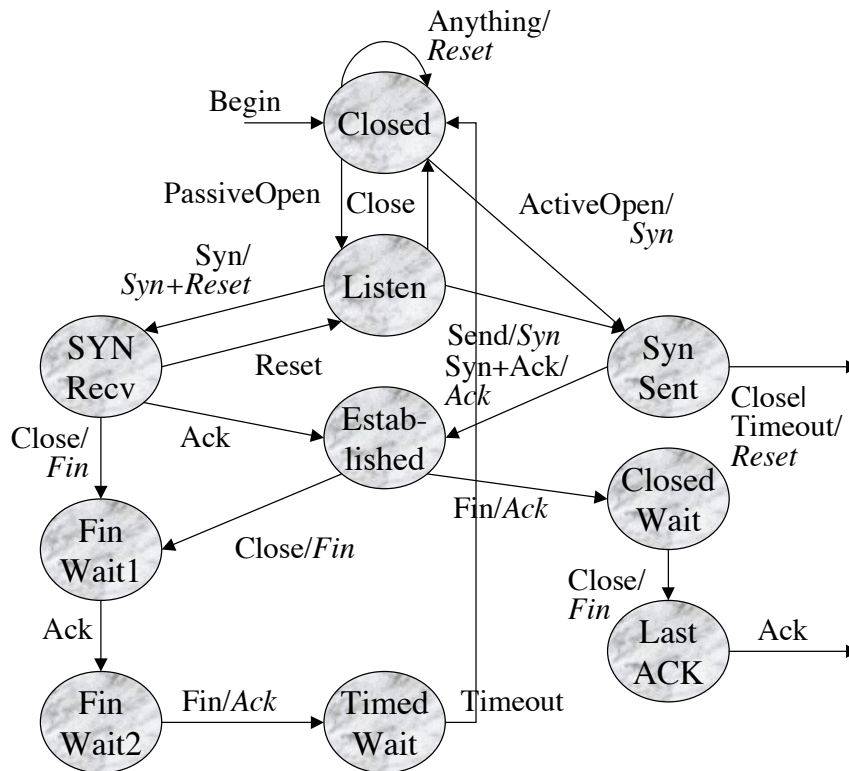 Anything/
Reset
Begin
Closed
PassiveOpen
Close
ActiveOpen/
Syn
Syn/
Syn+Reset
Listen
SYN
Recv
Reset
Send/Syn
Syn+Ack/
Ack
Syn
Sent
Close|
Timeout/
Reset
Close/
Fin
Ack
Estab-
lished
Closed
Wait
Fin/Ack
Fin
Wait1
Close/Fin
Close/
Fin
Ack
Last
ACK
Ack
Fin
Wait2
Fin/Ack
Timed
Wait
Timeout